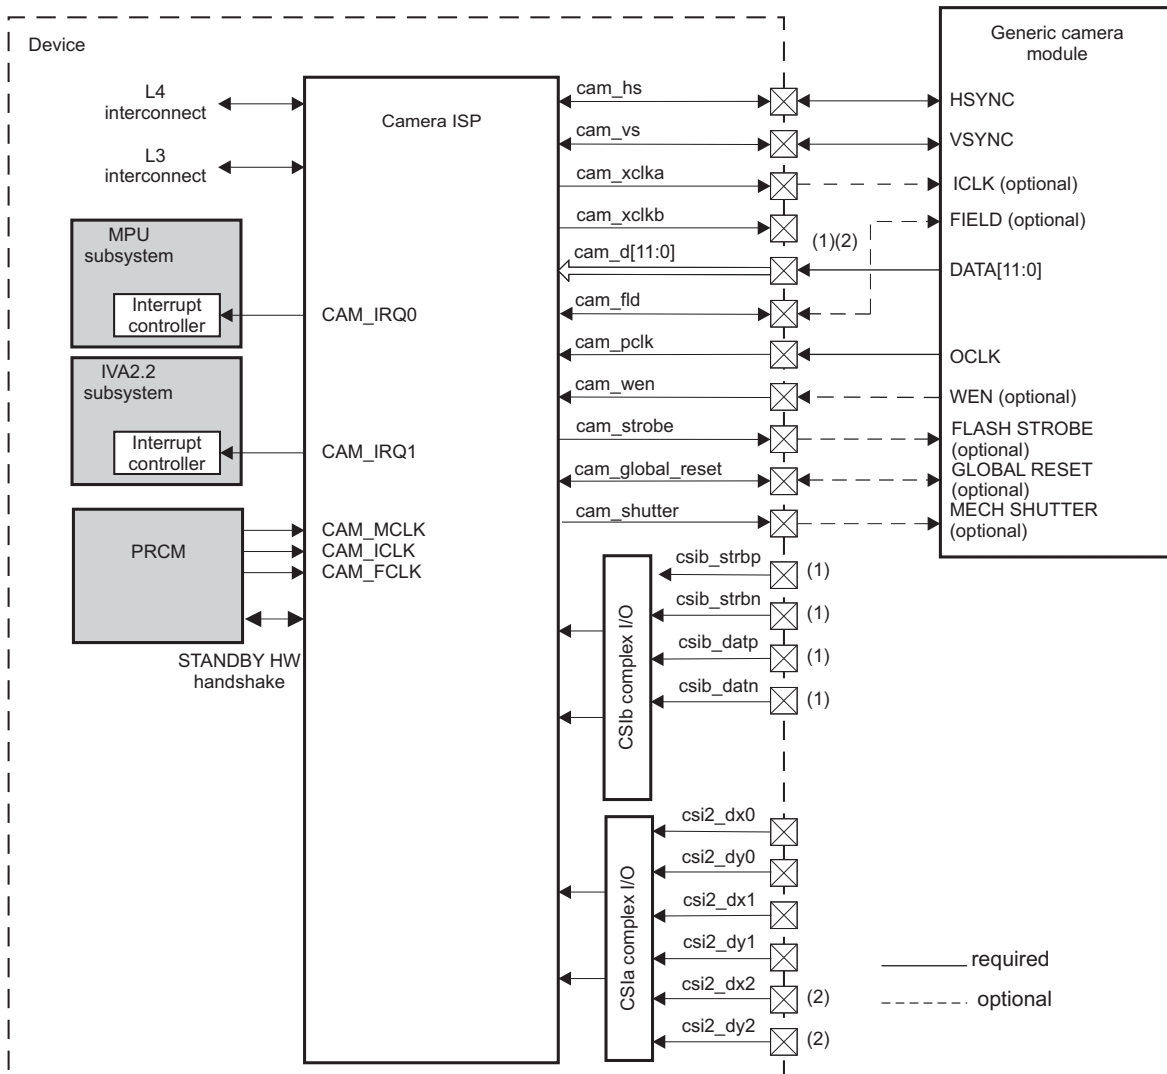 Device
Generic camera
module
L4
interconnect
L3
interconnect
Camera ISP
MPU
subsystem
Interrupt
controller
CAM_IRQ0
IVA2.2
subsystem
Interrupt
controller
CAM_IRQ1
PRCM
CAM_MCLK
CAM_ICLK
CAM_FCLK
STANDBY HW
handshake
cam_hs
HSYNC
cam_vs
VSYNC
cam_xclka
ICLK (optional)
cam_xclkb
FIELD (optional)
cam_d[11:0]
(1)(2)
DATA[11:0]
cam_fld
cam_pclk
OCLK
cam_wen
WEN (optional)
cam_strobe
FLASH STROBE
(optional)
cam_global_reset
GLOBAL RESET
(optional)
cam_shutter
MECH SHUTTER
(optional)
CSIb complex I/O
csib_strbp
(1)
csib_strbn
(1)
csib_datp
(1)
csib_datn
(1)
CSIa complex I/O
csi2_dx0
csi2_dy0
csi2_dx1
csi2_dy1
csi2_dx2
(2)
csi2_dy2
(2)
required
optional